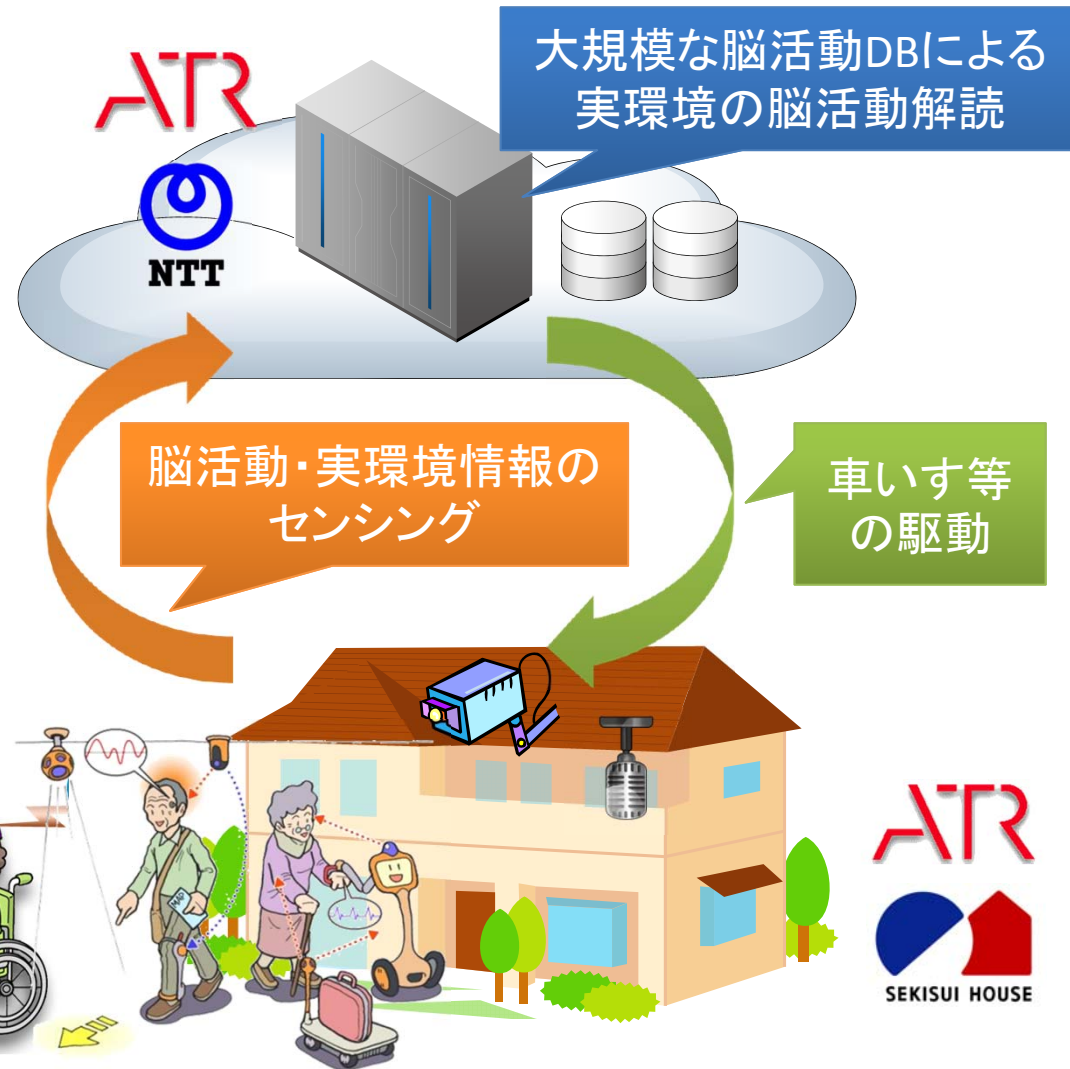 ATR
大規模な脳活動DBによる
実環境の脳活動解読
NTT
脳活動・実環境情報の
センシング
車いす等
の駆動
MAP
ATR
SEKISUI HOUSE